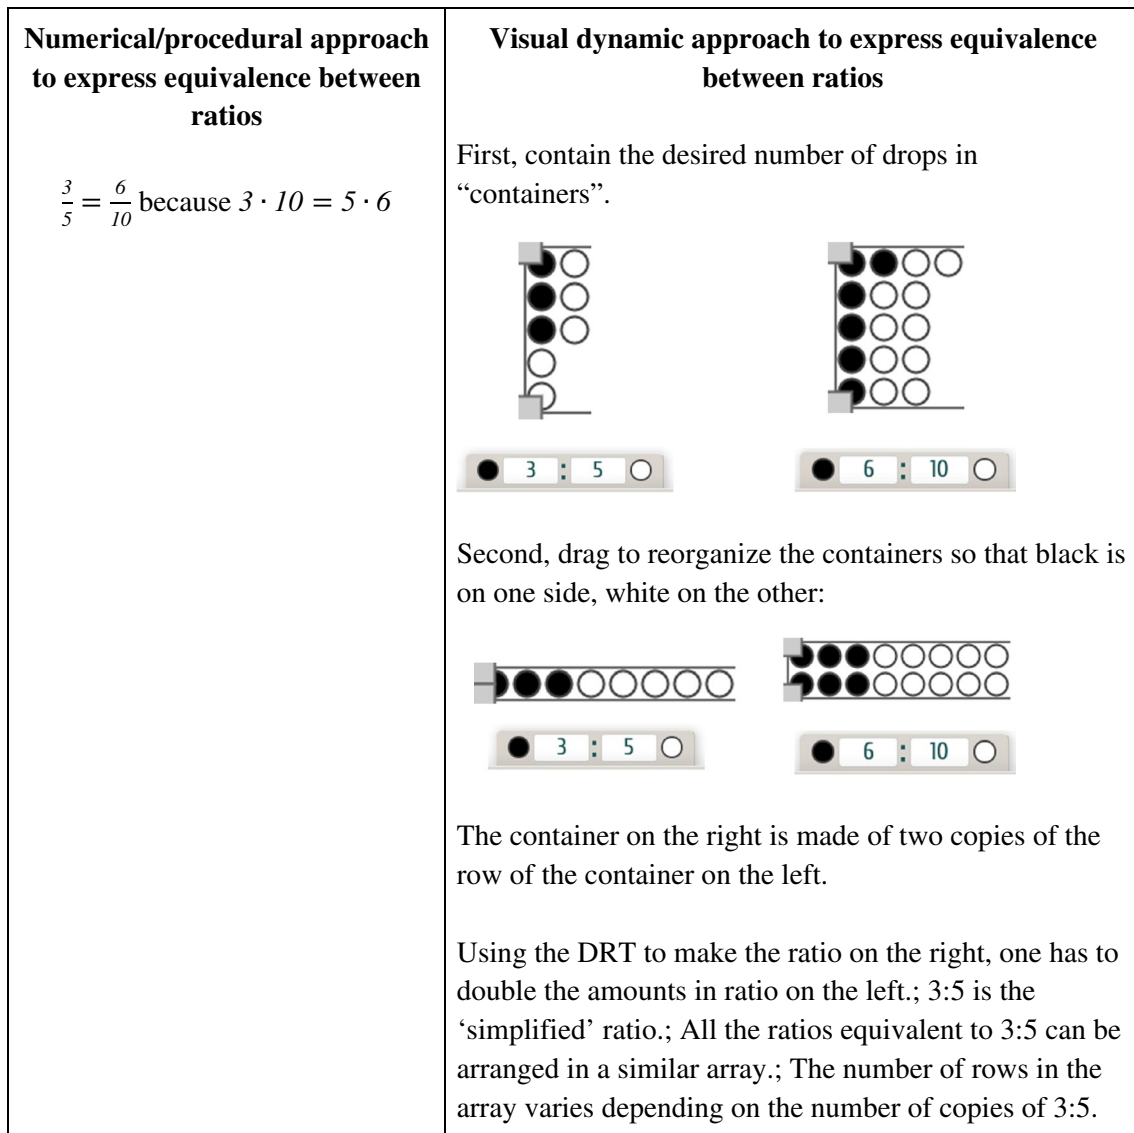 Numerical/procedural approach
to express equivalence between
ratios
3/5 = 6/10 because 3 · 10 = 5 · 6
Visual dynamic approach to express equivalence
between ratios
First, contain the desired number of drops in
“containers”.
3 : 5
6 : 10
Second, drag to reorganize the containers so that black is
on one side, white on the other:
3 : 5
6 : 10
The container on the right is made of two copies of the
row of the container on the left.
Using the DRT to make the ratio on the right, one has to
double the amounts in ratio on the left.; 3:5 is the
‘simplified’ ratio.; All the ratios equivalent to 3:5 can be
arranged in a similar array.; The number of rows in the
array varies depending on the number of copies of 3:5.